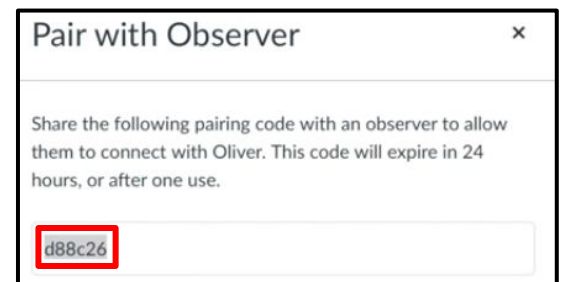 Pair with Observer ×
Share the following pairing code with an observer to allow
them to connect with Oliver. This code will expire in 24
hours, or after one use.
d88c26